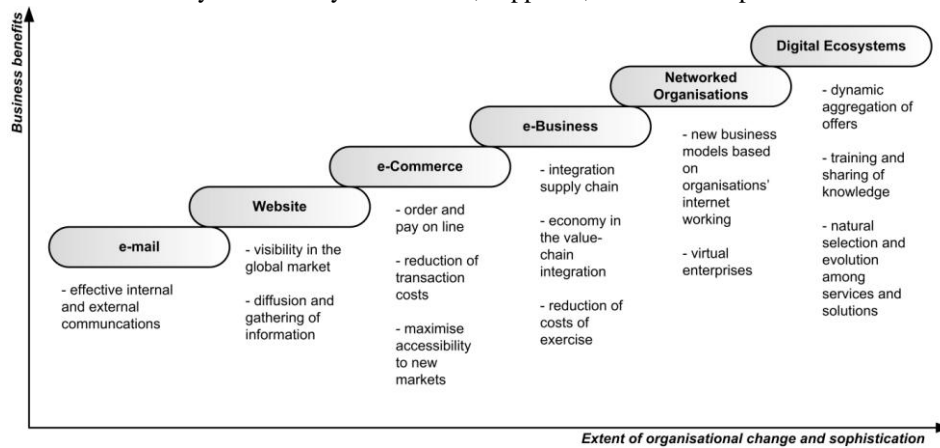 Business benefits
Digital Ecosystems
- dynamic
aggregation of
offers
- training and
sharing of
knowledge
- natural
selection and
evolution
among
services and
solutions
Networked
Organisations
- new business
models based
on
organisations'
internet
working
- virtual
enterprises
e-Business
- integration
supply chain
- economy in
the value-
chain
integration
- reduction of
costs of
exercise
e-Commerce
- order and
pay on line
- reduction of
transaction
costs
- maximise
accessibility
to new
markets
Website
- visibility in the
global market
- diffusion and
gathering of
information
e-mail
- effective internal
and external
communcations
Extent of organisational change and sophistication